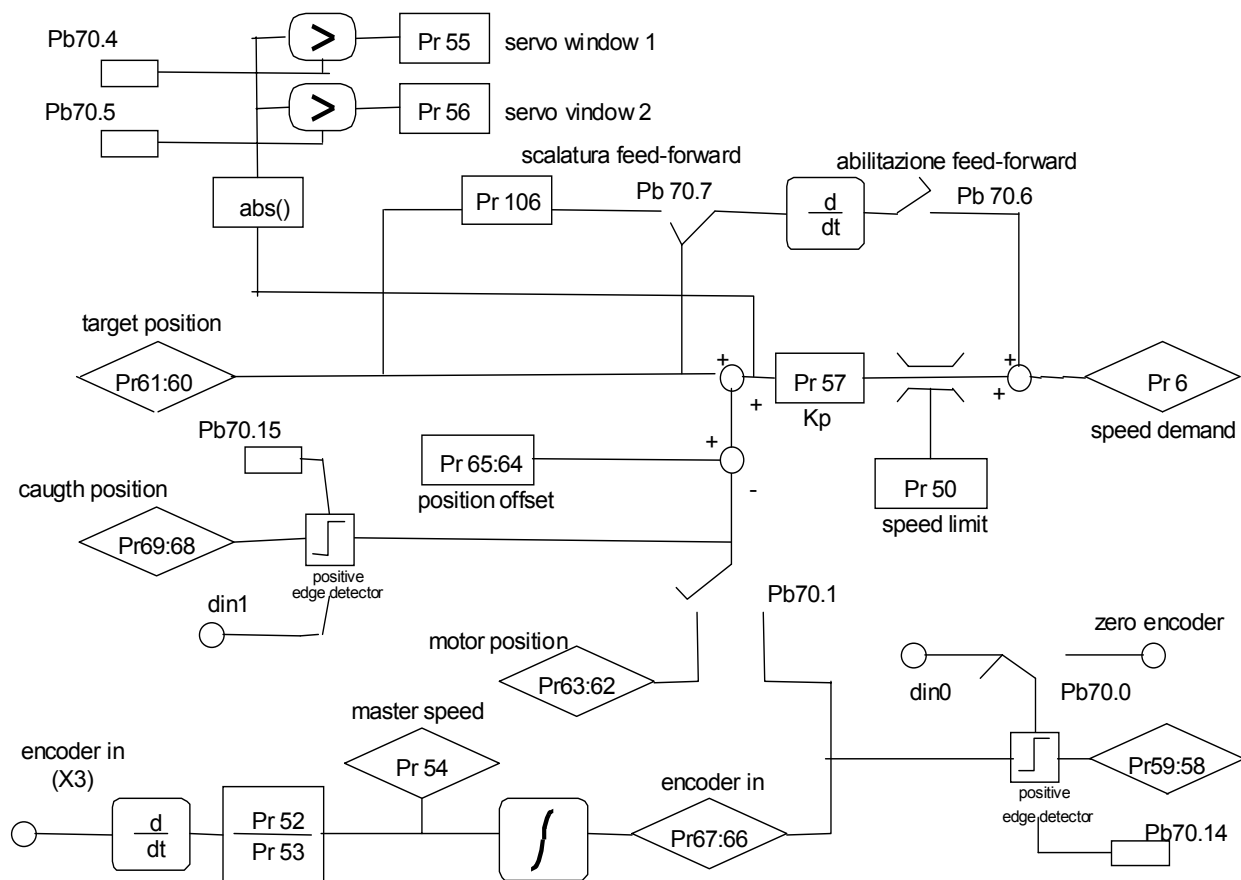 Pb70.4
> Pr 55 servo window 1
Pb70.5
> Pr 56 servo vindow 2
scalatura feed-forward
abilitazione feed-forward
abs()
Pr 106
Pb 70.7
d
dt
Pb 70.6
target position
Pr61:60
+
+
Pr 57
Kp
+
+
Pr 6
speed demand
Pb70.15
+
Pr 65:64
position offset
-
Pr 50
speed limit
caugth position
Pr69:68
positive
edge detector
din1
Pb70.1
motor position
Pr63:62
zero encoder
din0
Pb70.0
master speed
Pr 54
encoder in
(X3)
encoder in
Pr59:58
positive
edge detector
d
dt
Pr 52
Pr 53
∫
Pr67:66
Pb70.14